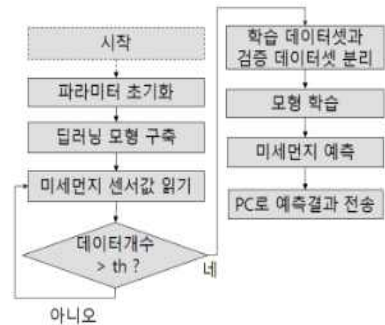 시작
파라미터 초기화
딥러닝 모형 구축
미세먼지 센서값 읽기
데이터개수
> th ?
네
아니오
학습 데이터셋과
검증 데이터셋 분리
모형 학습
미세먼지 예측
PC로 예측결과 전송